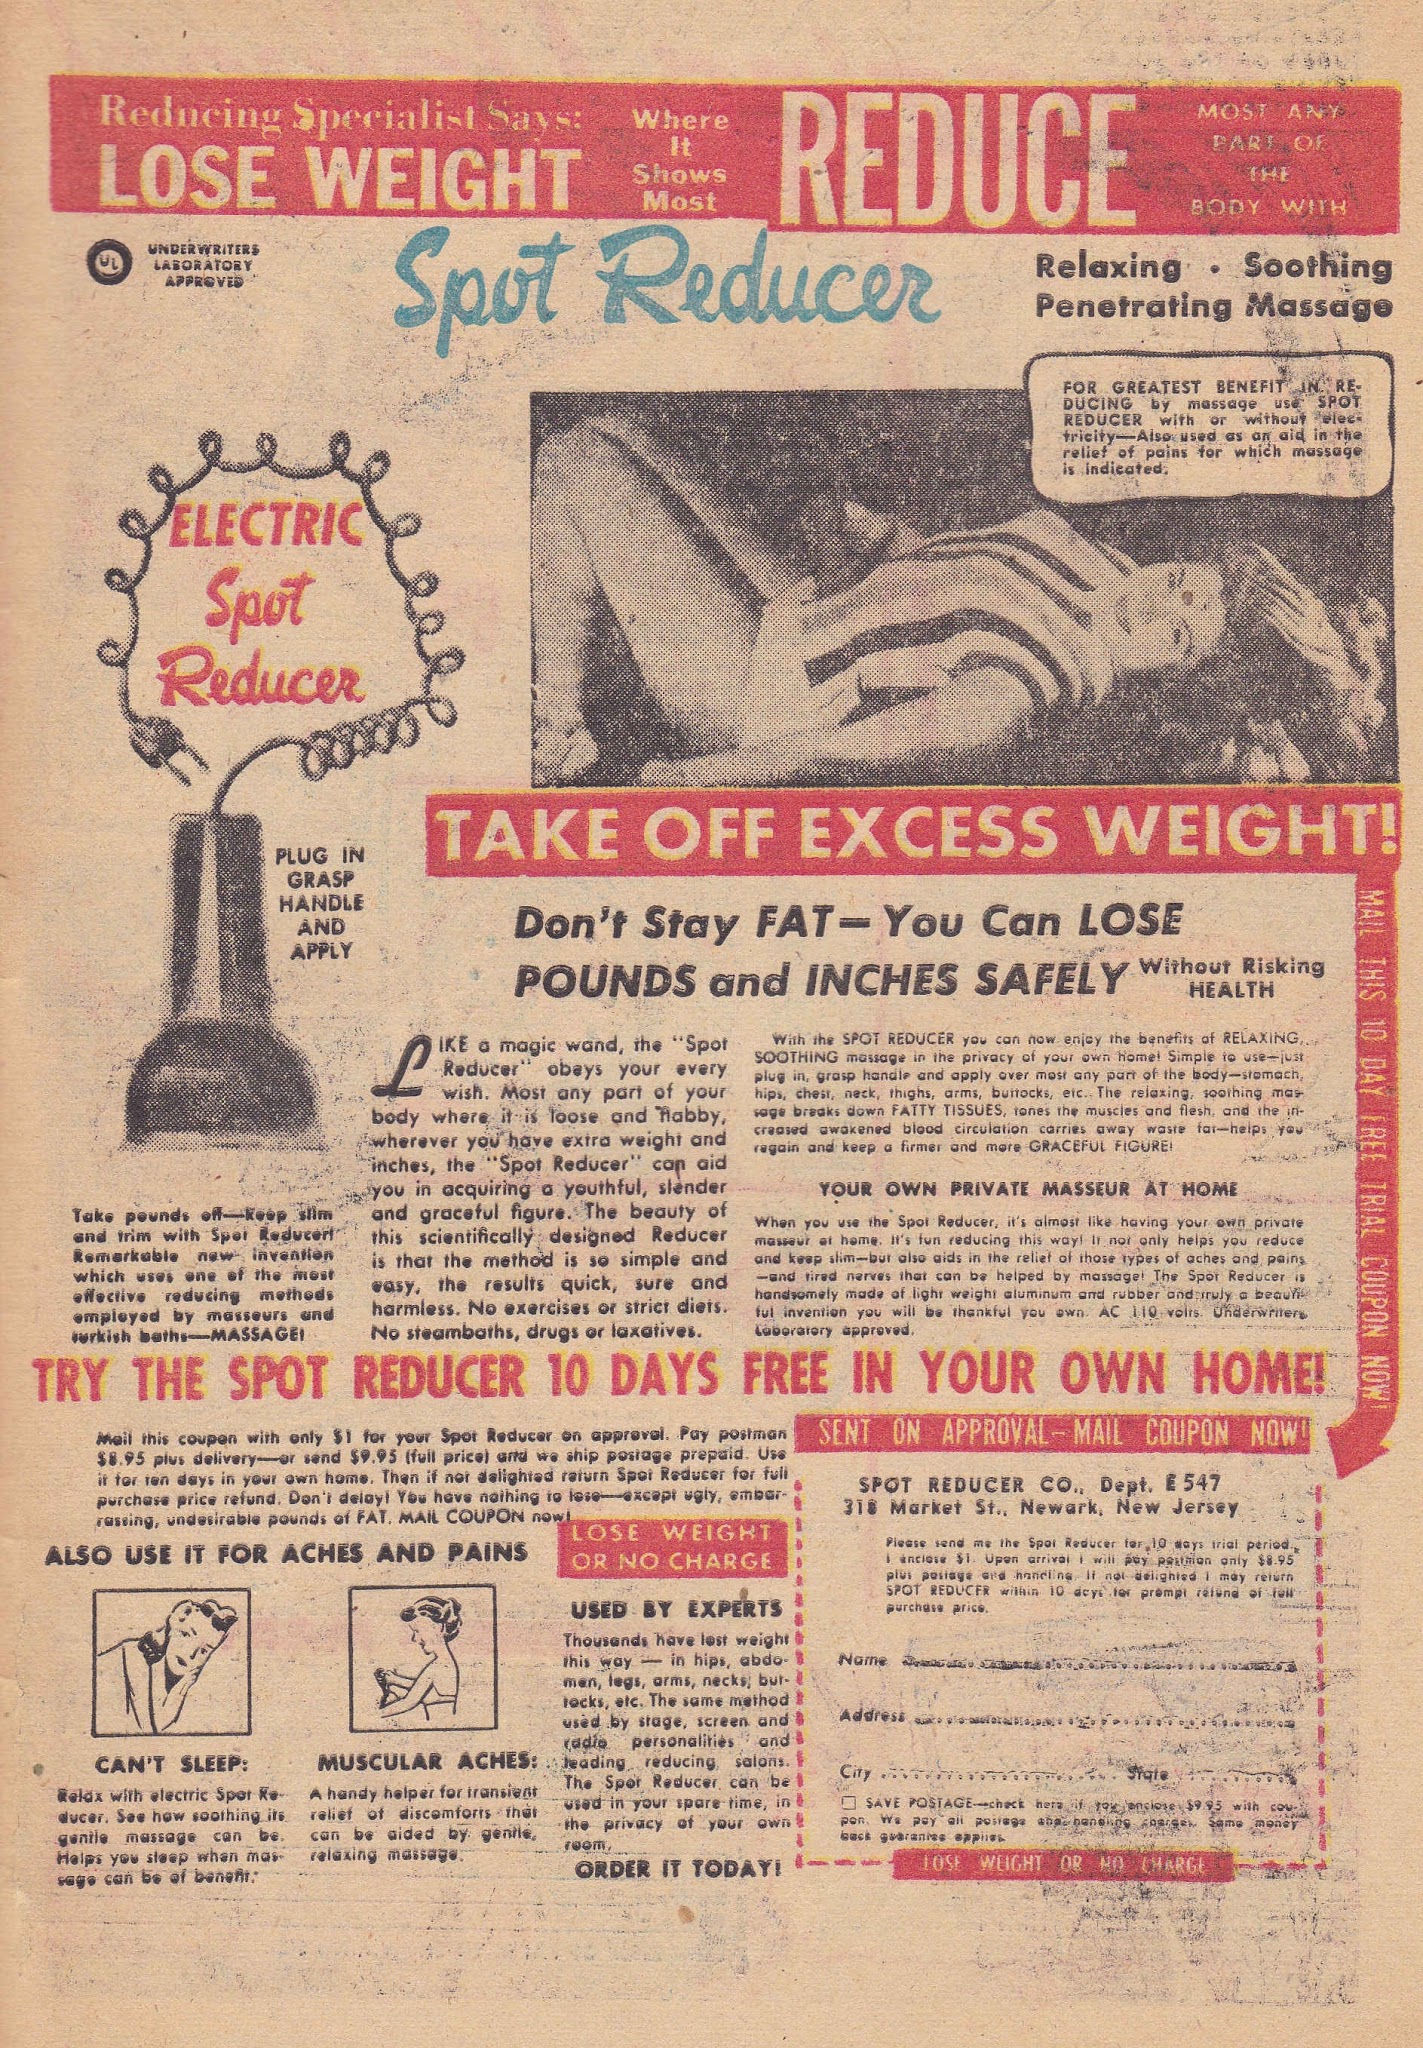 Reducing Specialist Says:
LOSE WEIGHT
Where
It
Shows
Most
REDUCE
MOST ANY
PART OF
THE
BODY WITH
UL
UNDERWRITERS
LABORATORY
APPROVED
Spot Reducer
Relaxing • Soothing
Penetrating Massage
FOR GREATEST BENEFIT IN RE-
DUCING by massage use SPOT
REDUCER with or without elec-
tricity—Also used as an aid in the
relief of pains for which massage
is indicated.
ELECTRIC
Spot
Reducer
PLUG IN
GRASP
HANDLE
AND
APPLY
TAKE OFF EXCESS WEIGHT!
MAIL THIS 10 DAY FREE TRIAL COUPON NOW!
Don't Stay FAT— You Can LOSE
POUNDS and INCHES SAFELY Without Risking
HEALTH
Take pounds off—Keep slim
and trim with Spot Reducer!
Remarkable new invention
which uses one of the most
effective reducing methods
employed by masseurs and
turkish baths—MASSAGE!
LIKE a magic wand, the "Spot
Reducer" obeys your every
wish. Most any part of your
body where it is loose and flabby,
wherever you have extra weight and
inches, the "Spot Reducer" can aid
you in acquiring a youthful, slender
and graceful figure. The beauty of
this scientifically designed Reducer
is that the method is so simple and
easy, the results quick, sure and
harmless. No exercises or strict diets.
No steambaths, drugs or laxatives.
With the SPOT REDUCER you can now enjoy the benefits of RELAXING,
SOOTHING massage in the privacy of your own home! Simple to use—just
plug in, grasp handle and apply over most any part of the body—stomach,
hips, chest, neck, thighs, arms, buttocks, etc. The relaxing, soothing mas-
sage breaks down FATTY TISSUES, tones the muscles and flesh, and the in-
creased awakened blood circulation carries away waste fat—helps you
regain and keep a firmer and more GRACEFUL FIGURE!
YOUR OWN PRIVATE MASSEUR AT HOME
When you use the Spot Reducer, it's almost like having your own private
masseur at home. It's fun reducing this way! It not only helps you reduce
and keep slim—but also aids in the relief of those types of aches and pains
—and tired nerves that can be helped by massage! The Spot Reducer is
handsomely made of light weight aluminum and rubber and truly a beauti-
ful invention you will be thankful you own. AC 110 volts. Underwriters
Laboratory approved.
TRY THE SPOT REDUCER 10 DAYS FREE IN YOUR OWN HOME!
Mail this coupon with only $1 for your Spot Reducer on approval. Pay postman
$8.95 plus delivery—or send $9.95 (full price) and we ship postage prepaid. Use
it for ten days in your own home. Then if not delighted return Spot Reducer for full
purchase price refund. Don't delay! You have nothing to lose—except ugly, embar-
rassing, undesirable pounds of FAT. MAIL COUPON now!
ALSO USE IT FOR ACHES AND PAINS
CAN'T SLEEP:
Relax with electric Spot Re-
ducer. See how soothing its
gentle massage can be.
Helps you sleep when mas-
sage can be of benefit.
MUSCULAR ACHES:
A handy helper for transient
relief of discomforts that
can be aided by gentle,
relaxing massage.
LOSE WEIGHT
OR NO CHARGE
USED BY EXPERTS
Thousands have lost weight
this way — in hips, abdo-
men, legs, arms, necks, but-
tocks, etc. The same method
used by stage, screen and
radio personalities and
leading reducing salons.
The Spot Reducer can be
used in your spare time, in
the privacy of your own
room.
ORDER IT TODAY!
SENT ON APPROVAL—MAIL COUPON NOW!
SPOT REDUCER CO., Dept. E 547
318 Market St., Newark, New Jersey
Please send me the Spot Reducer for 10 days trial period.
I enclose $1. Upon arrival I will pay postman only $8.95
plus postage and handling. If not delighted I may return
SPOT REDUCER within 10 days for prompt refund of full
purchase price.
Name
Address
City State
SAVE POSTAGE—check here if you enclose $9.95 with cou-
pon. We pay all postage and handling charges. Same money
back guarantee applies.
LOSE WEIGHT OR NO CHARGE